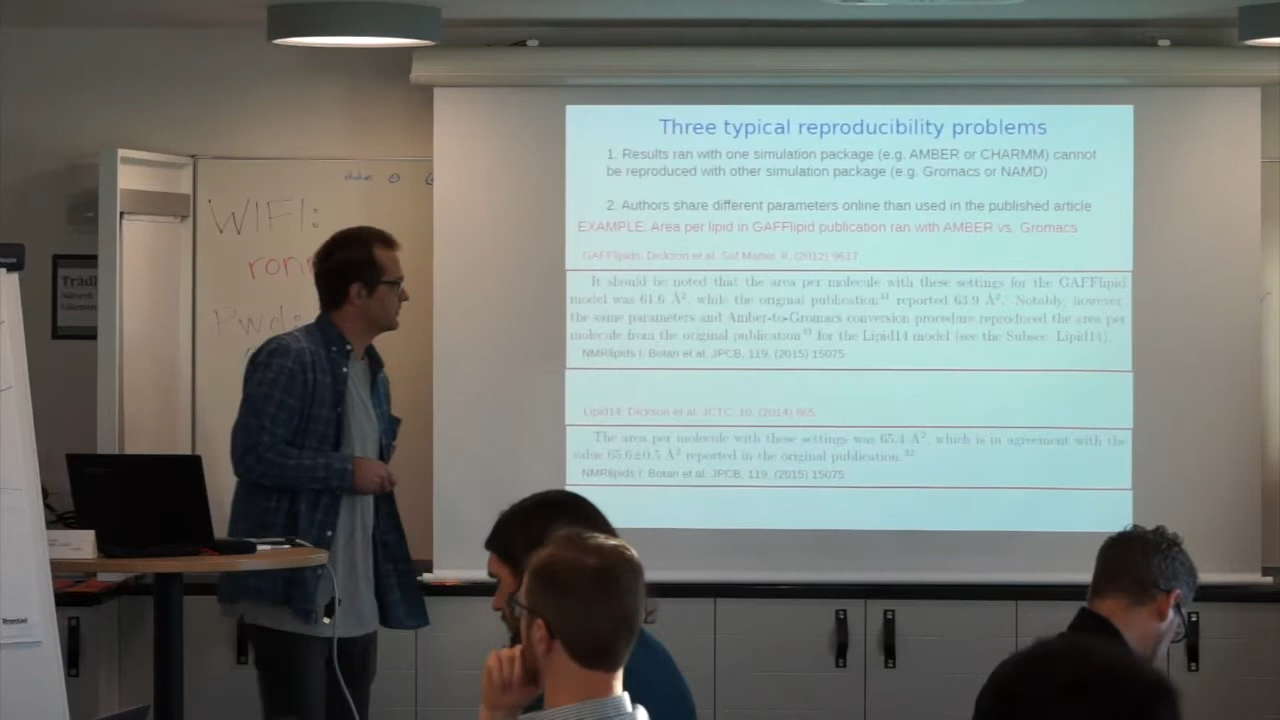 Three typical reproducibility problems
1. Results ran with one simulation package (e.g. AMBER or CHARMM) cannot
be reproduced with other simulation package (e.g. Gromacs or NAMD)
2. Authors share different parameters online than used in the published article
EXAMPLE: Area per lipid in GAFFlipid publication ran with AMBER vs. Gromacs
GAFFlipids: Dickson et al. Sof Matter, 8, (2012) 9617
It should be noted that the area per molecule with these settings for the GAFFlipid
model was 61.6 Å², while the original publication⁴¹ reported 63.9 Å². Notably, however,
the same parameters and Amber-to-Gromacs conversion procedure reproduced the area per
molecule from the original publication for the Lipid14 model (see the Subsec. Lipid14).
NMRlipids I: Botan et al. JPCB, 119, (2015) 15075
Lipid14: Dickson et al. JCTC, 10, (2014) 865
The area per molecule with these settings was 65.4 Å², which is in agreement with the
value 65.6±0.5 Å² reported in the original publication.³²
NMRlipids I: Botan et al. JPCB, 119, (2015) 15075
WIFI: